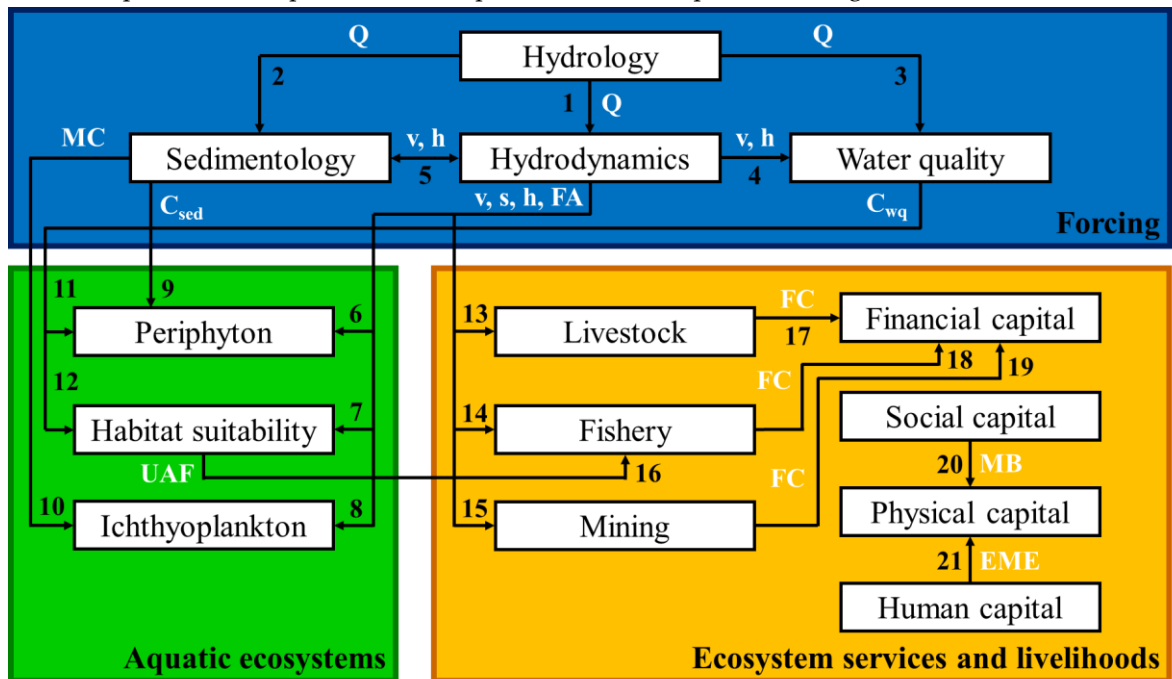 Q
Q
Hydrology
2
1
Q
3
MC
v, h
v, h
Sedimentology
Hydrodynamics
Water quality
5
4
C_sed
v, s, h, FA
C_wq
Forcing
11
9
6
13
FC
Periphyton
Livestock
Financial capital
17
18
19
12
7
14
FC
Social capital
Habitat suitability
Fishery
UAF
16
20
MB
FC
10
8
15
Ichthyoplankton
Mining
Physical capital
21
EME
Human capital
Aquatic ecosystems
Ecosystem services and livelihoods